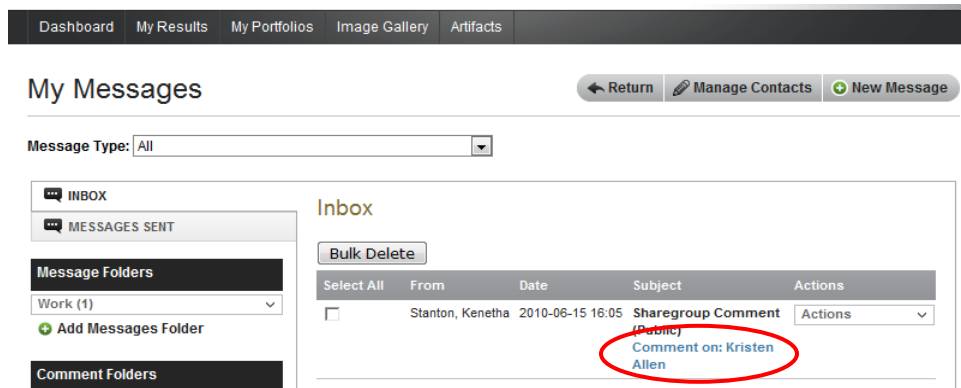 Dashboard My Results My Portfolios Image Gallery Artifacts
My Messages
Return Manage Contacts New Message
Message Type: All
INBOX
MESSAGES SENT
Message Folders
Work (1)
Add Messages Folder
Comment Folders
Inbox
Bulk Delete
Select All From Date Subject Actions
Stanton, Kenetha 2010-06-15 16:05 Sharegroup Comment Actions
(Public)
Comment on: Kristen
Allen